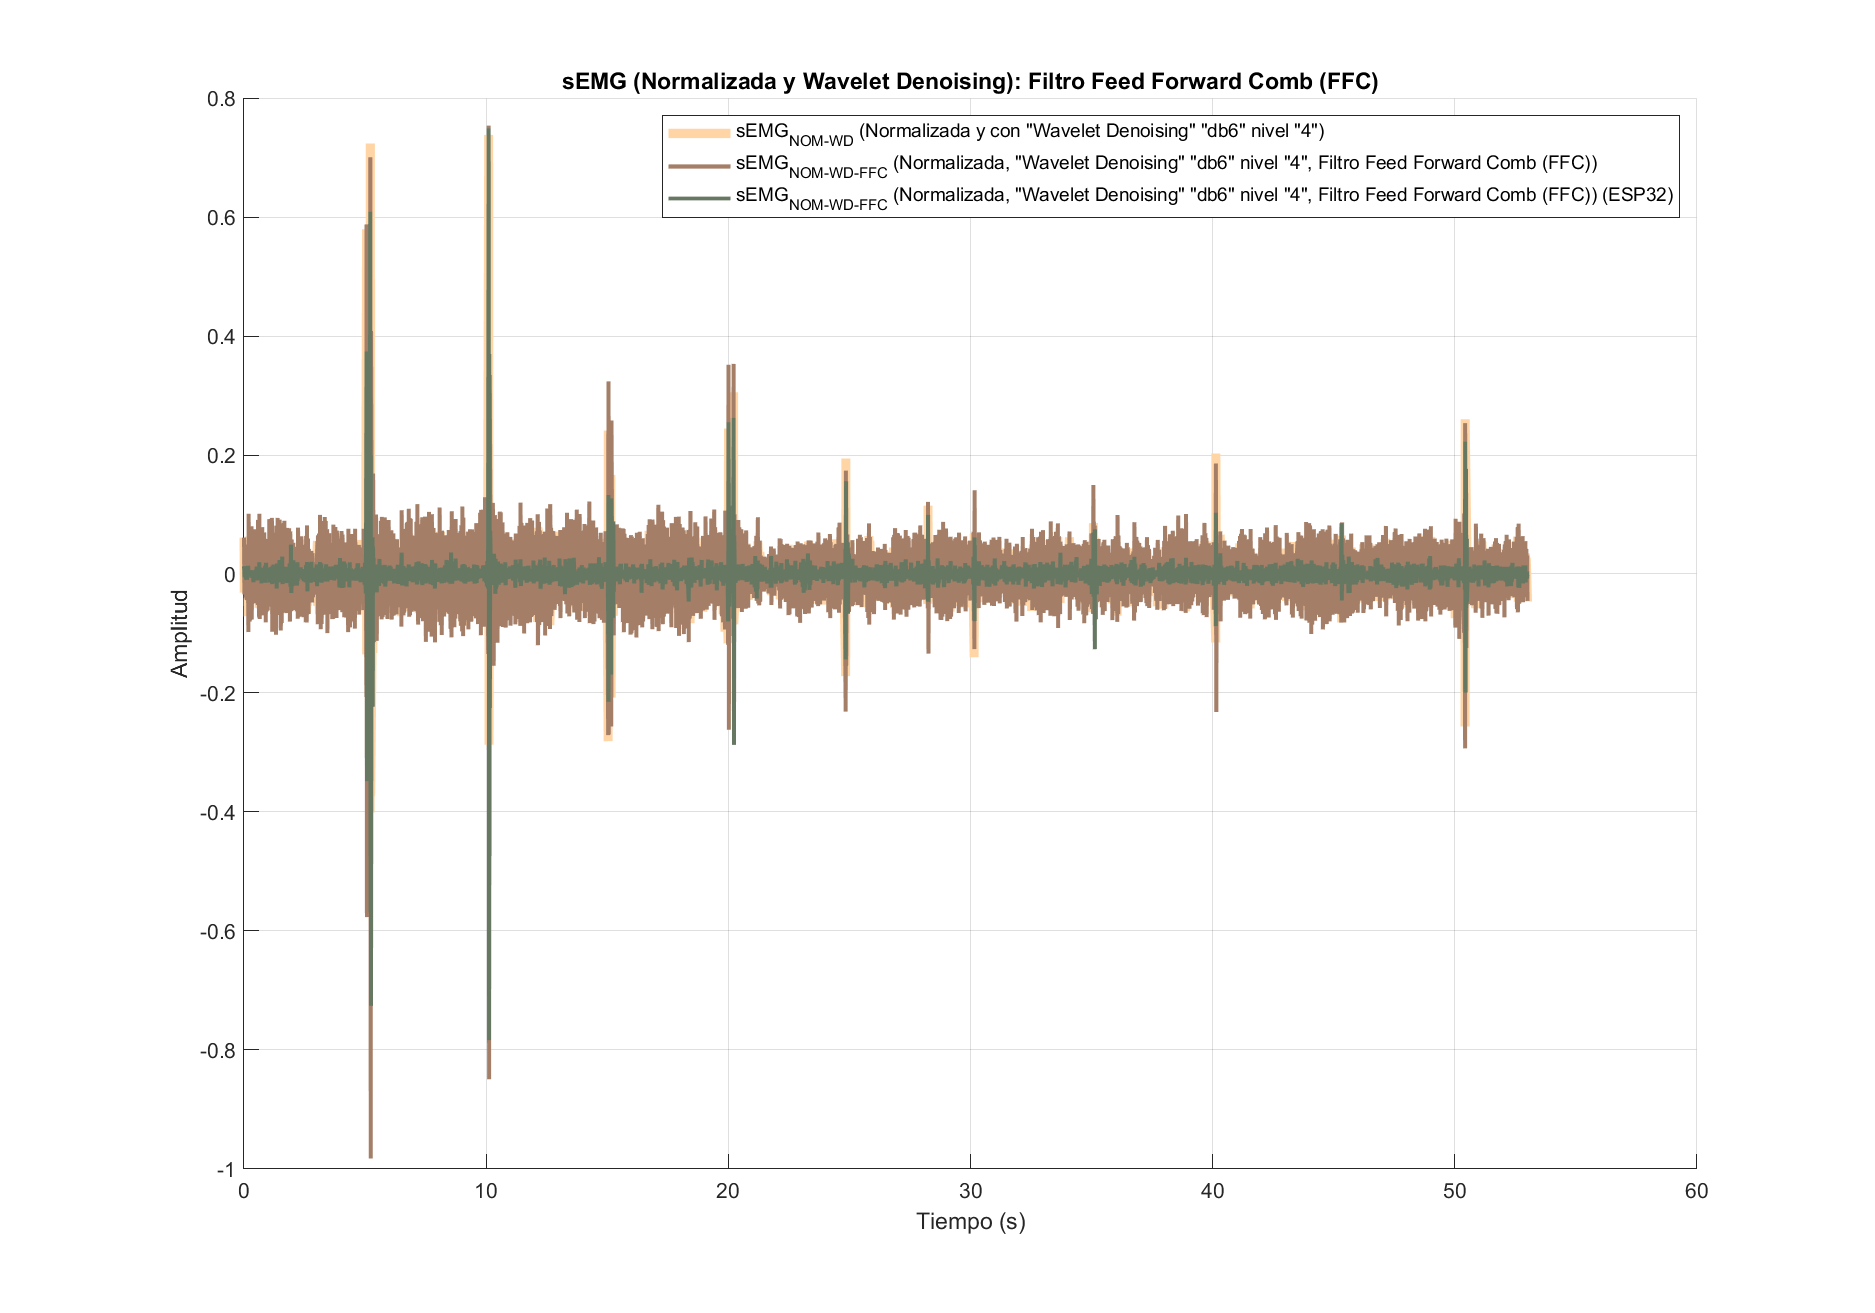 sEMG (Normalizada y Wavelet Denoising): Filtro Feed Forward Comb (FFC)
sEMG_NOM-WD (Normalizada y con "Wavelet Denoising" "db6" nivel "4")
sEMG_NOM-WD-FFC (Normalizada, "Wavelet Denoising" "db6" nivel "4", Filtro Feed Forward Comb (FFC))
sEMG_NOM-WD-FFC (Normalizada, "Wavelet Denoising" "db6" nivel "4", Filtro Feed Forward Comb (FFC)) (ESP32)
0.8
0.6
0.4
0.2
0
-0.2
-0.4
-0.6
-0.8
-1
Amplitud
0 10 20 30 40 50 60
Tiempo (s)